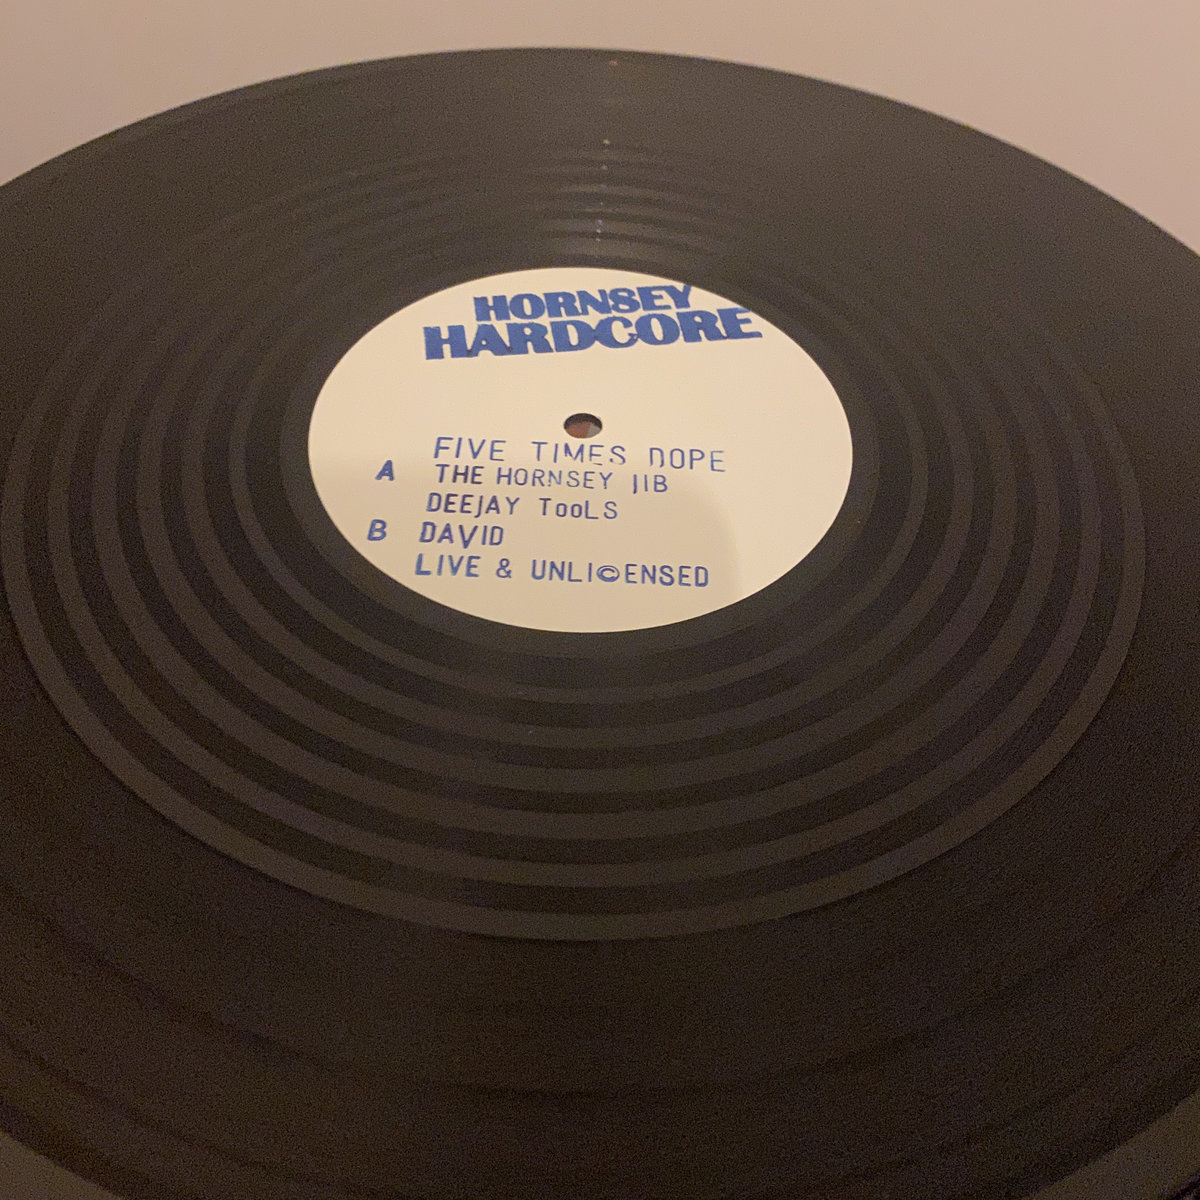 HORNSEY
HARDCORE
FIVE TIMES DOPE
A THE HORNSEY JIB
DEEJAY TooLS
B DAVID
LIVE & UNLI©ENSED